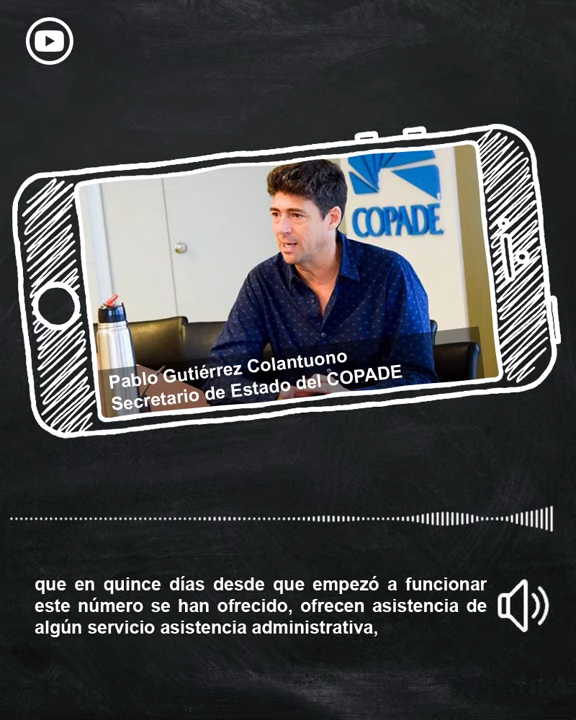 COPADE
Pablo Gutiérrez Colantuono
Secretario de Estado del COPADE
que en quince días desde que empezó a funcionar
este número se han ofrecido, ofrecen asistencia de
algún servicio asistencia administrativa,